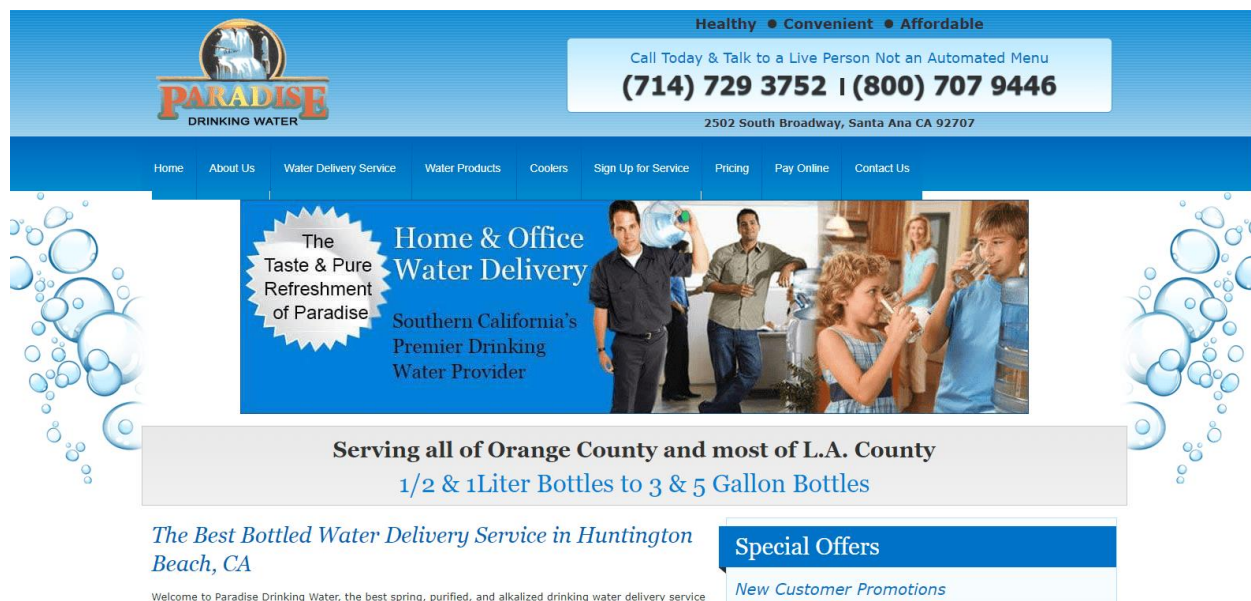 PARADISE
DRINKING WATER
Healthy ● Convenient ● Affordable
Call Today & Talk to a Live Person Not an Automated Menu
(714) 729 3752 I (800) 707 9446
2502 South Broadway, Santa Ana CA 92707
Home About Us Water Delivery Service Water Products Coolers Sign Up for Service Pricing Pay Online Contact Us
The
Taste & Pure
Refreshment
of Paradise
Home & Office
Water Delivery
Southern California's
Premier Drinking
Water Provider
Serving all of Orange County and most of L.A. County
1/2 & 1Liter Bottles to 3 & 5 Gallon Bottles
The Best Bottled Water Delivery Service in Huntington
Beach, CA
Welcome to Paradise Drinking Water, the best spring, purified, and alkalized drinking water delivery service
Special Offers
New Customer Promotions